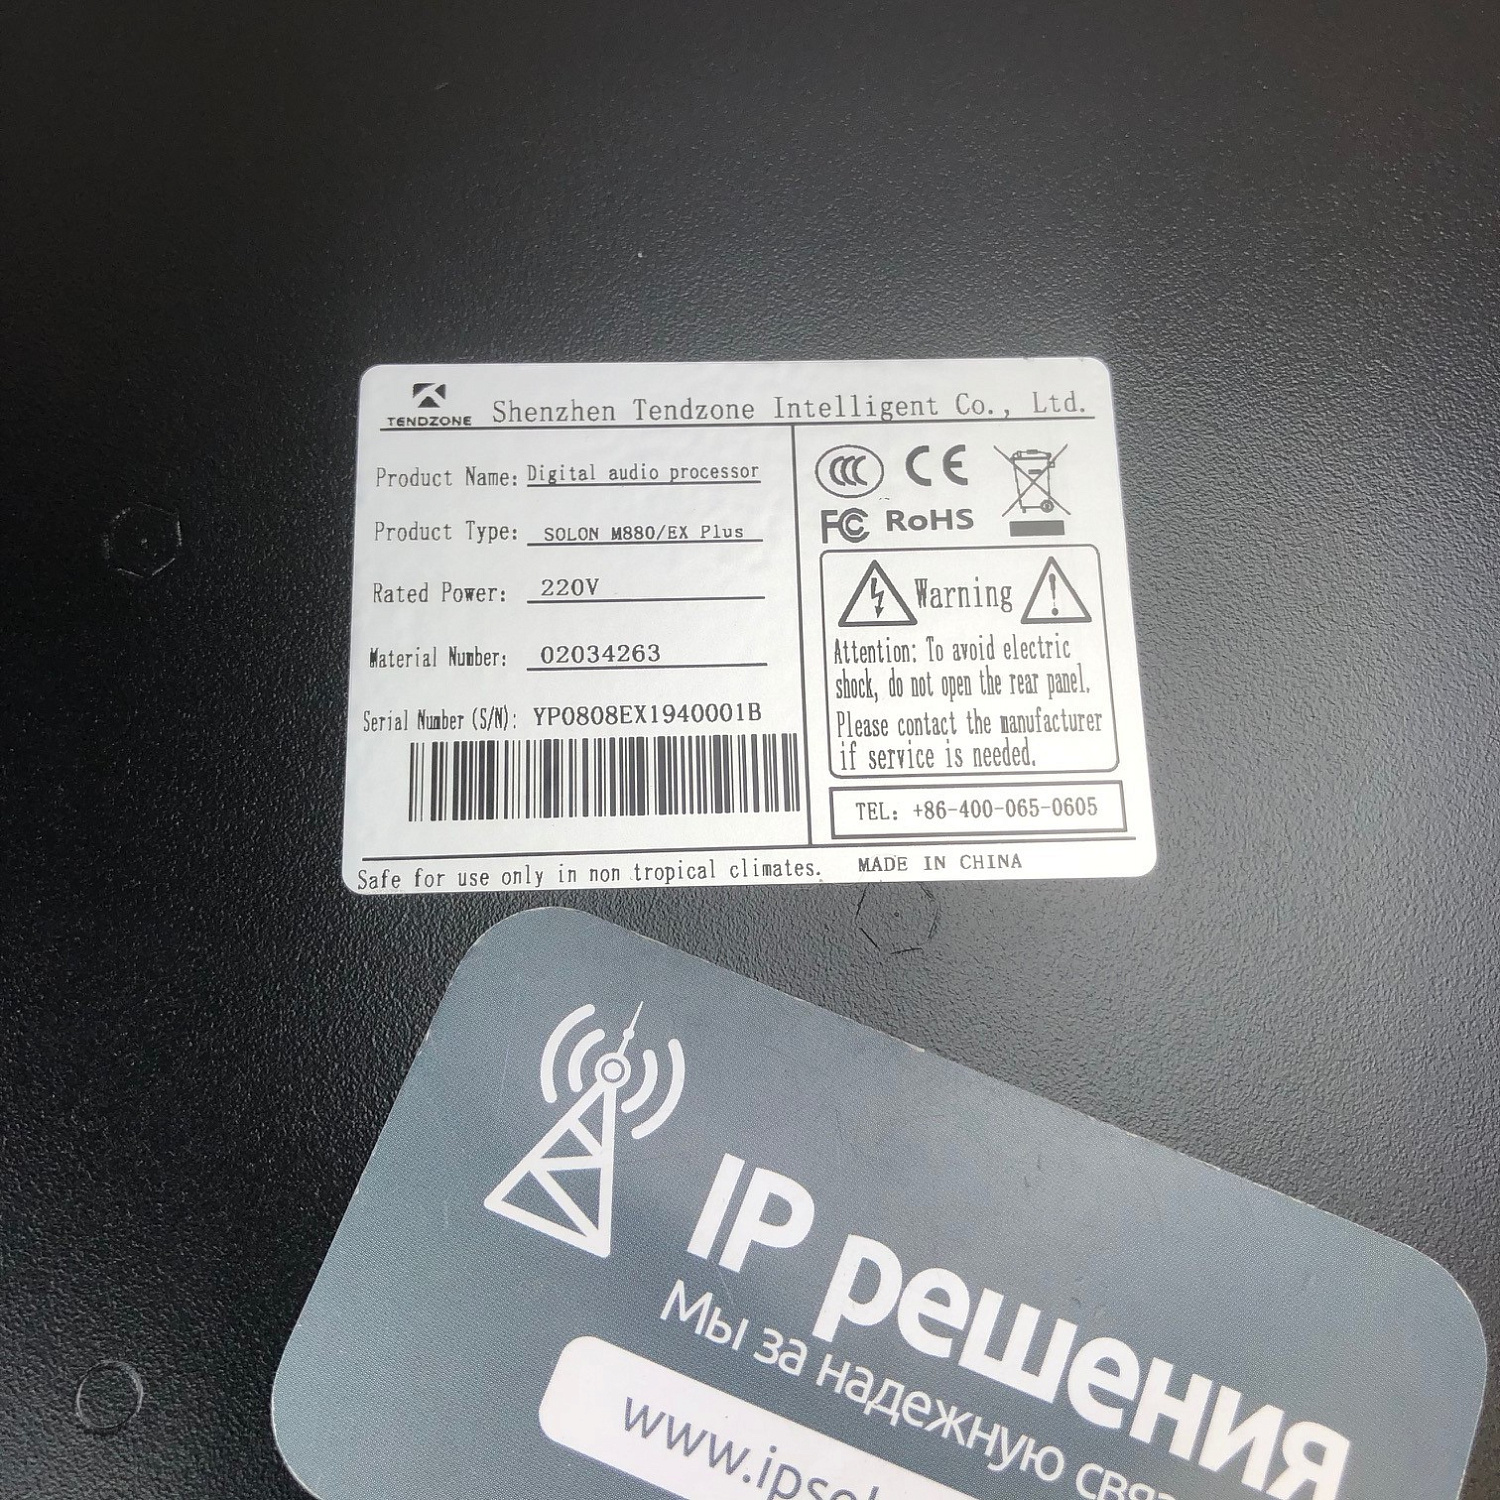 TENDZONE Shenzhen Tendzone Intelligent Co., Ltd.
Product Name: Digital audio processor
Product Type: SOLON M880/EX Plus
Rated Power: 220V
Material Number: 02034263
Serial Number (S/N): YP0808EX1940001B
CCC CE
FC RoHS
Warning
Attention: To avoid electric
shock, do not open the rear panel.
Please contact the manufacturer
if service is needed.
TEL: +86-400-065-0605
Safe for use only in non tropical climates. MADE IN CHINA
IP решения
Мы за надежную
www.ipsol